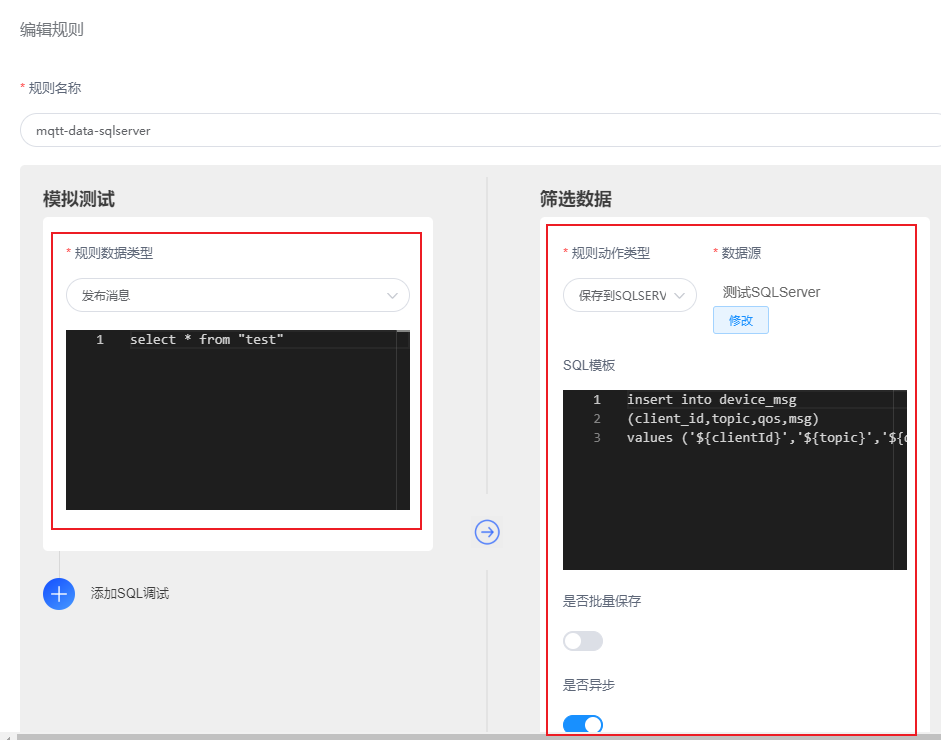 编辑规则
* 规则名称
mqtt-data-sqlserver
模拟测试
* 规则数据类型
发布消息
1 select * from "test"
添加SQL调试
筛选数据
* 规则动作类型 * 数据源
保存到SQLSERV 测试SQLServer
修改
SQL模板
1 insert into device_msg
2 (client_id,topic,qos,msg)
3 values ('${clientId}','${topic}','${
是否批量保存
是否异步